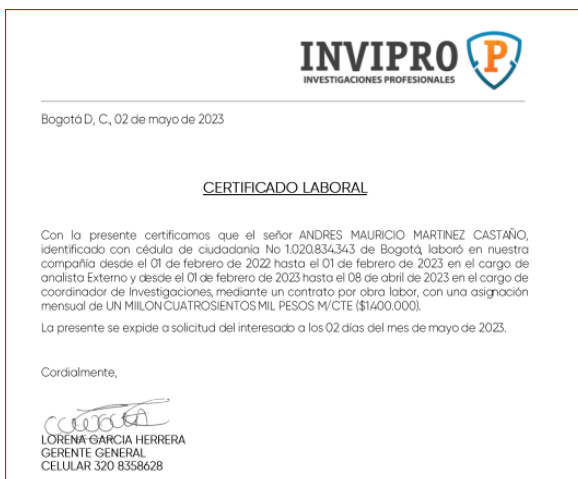 INVIPRO P
INVESTIGACIONES PROFESIONALES
Bogotá D, C., 02 de mayo de 2023
CERTIFICADO LABORAL
Con la presente certificamos que el señor ANDRES MAURICIO MARTINEZ CASTAÑO,
identificado con cédula de ciudadanía No 1.020.834.343 de Bogotá, laboró en nuestra
compañía desde el 01 de febrero de 2022 hasta el 01 de febrero de 2023 en el cargo de
analista Externo y desde el 01 de febrero de 2023 hasta el 08 de abril de 2023 en el cargo de
coordinador de Investigaciones, mediante un contrato por obra labor, con una asignación
mensual de UN MIILON CUATROSIENTOS MIL PESOS M/CTE ($1.400.000).
La presente se expide a solicitud del interesado a los 02 días del mes de mayo de 2023.
Cordialmente,
LORENA GARCIA HERRERA
GERENTE GENERAL
CELULAR 320 8358628